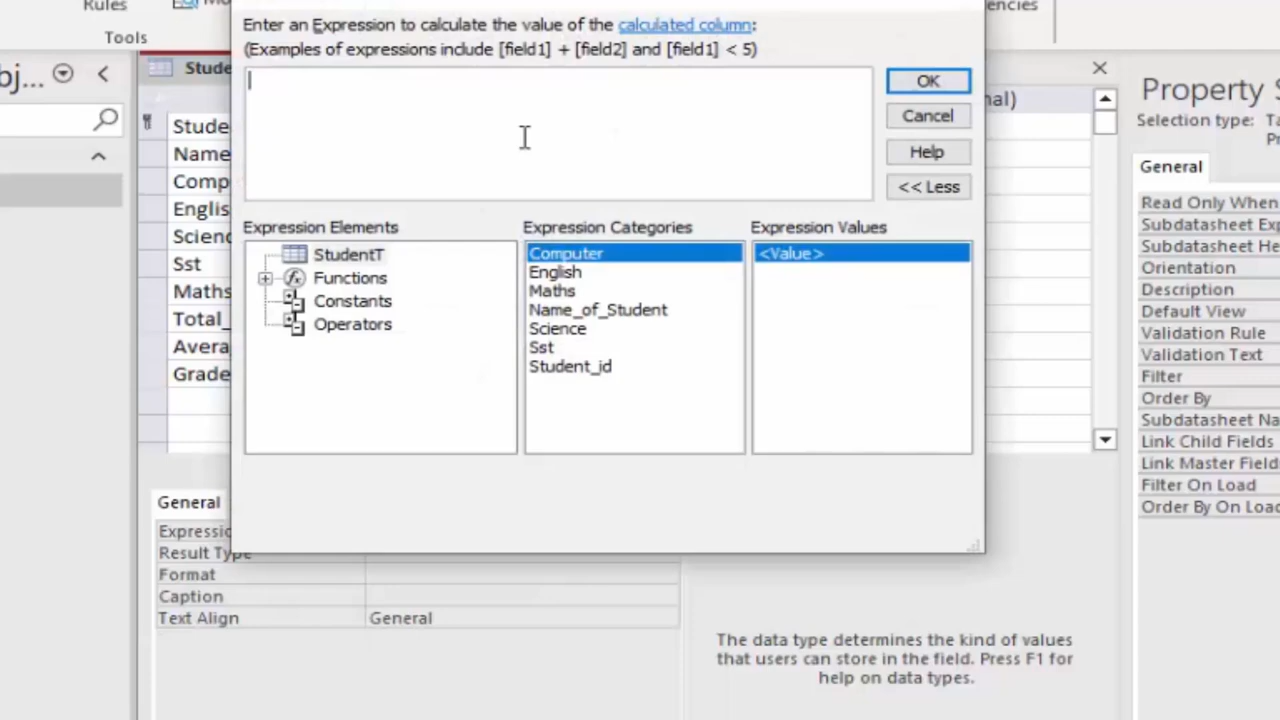 Rules
Tools
Enter an Expression to calculate the value of the calculated column:
(Examples of expressions include [field1] + [field2] and [field1] < 5)
OK
Cancel
Help
<< Less
Expression Elements
StudentT
Functions
Constants
Operators
Expression Categories
Computer
English
Maths
Name_of_Student
Science
Sst
Student_id
Expression Values
<Value>
bj...
Stude
Stude
Name
Comp
Englis
Scienc
Sst
Maths
Total_
Avera
Grade
nal)
General
Expressio
Result Type
Format
Caption
Text Align
General
The data type determines the kind of values
that users can store in the field. Press F1 for
help on data types.
Property S
Selection type: Ta
General
Read Only When
Subdatasheet Exp
Subdatasheet He
Orientation
Description
Default View
Validation Rule
Validation Text
Filter
Order By
Subdatasheet Na
Link Child Fields
Link Master Field
Filter On Load
Order By On Load